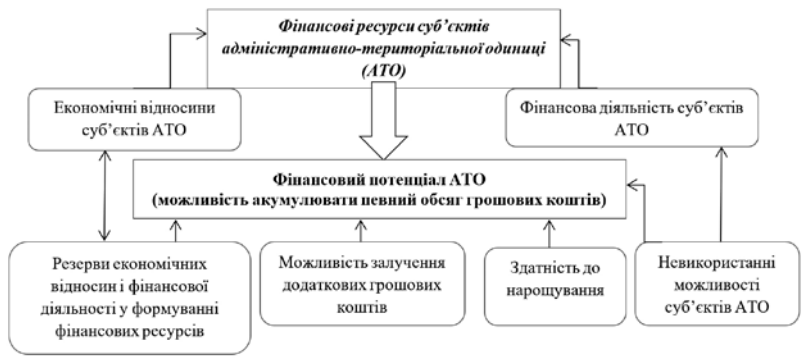 Фінансові ресурси суб’єктів
адміністративно-територіальної одиниці
(АТО)
Економічні відносини
суб’єктів АТО
Фінансова діяльність суб’єктів
АТО
Фінансовий потенціал АТО
(можливість акумулювати певний обсяг грошових коштів)
Резерви економічних
відносин і фінансової
діяльності у формуванні
фінансових ресурсів
Можливість залучення
додаткових грошових
коштів
Здатність до
нарощування
Невикористанні
можливості
суб’єктів АТО